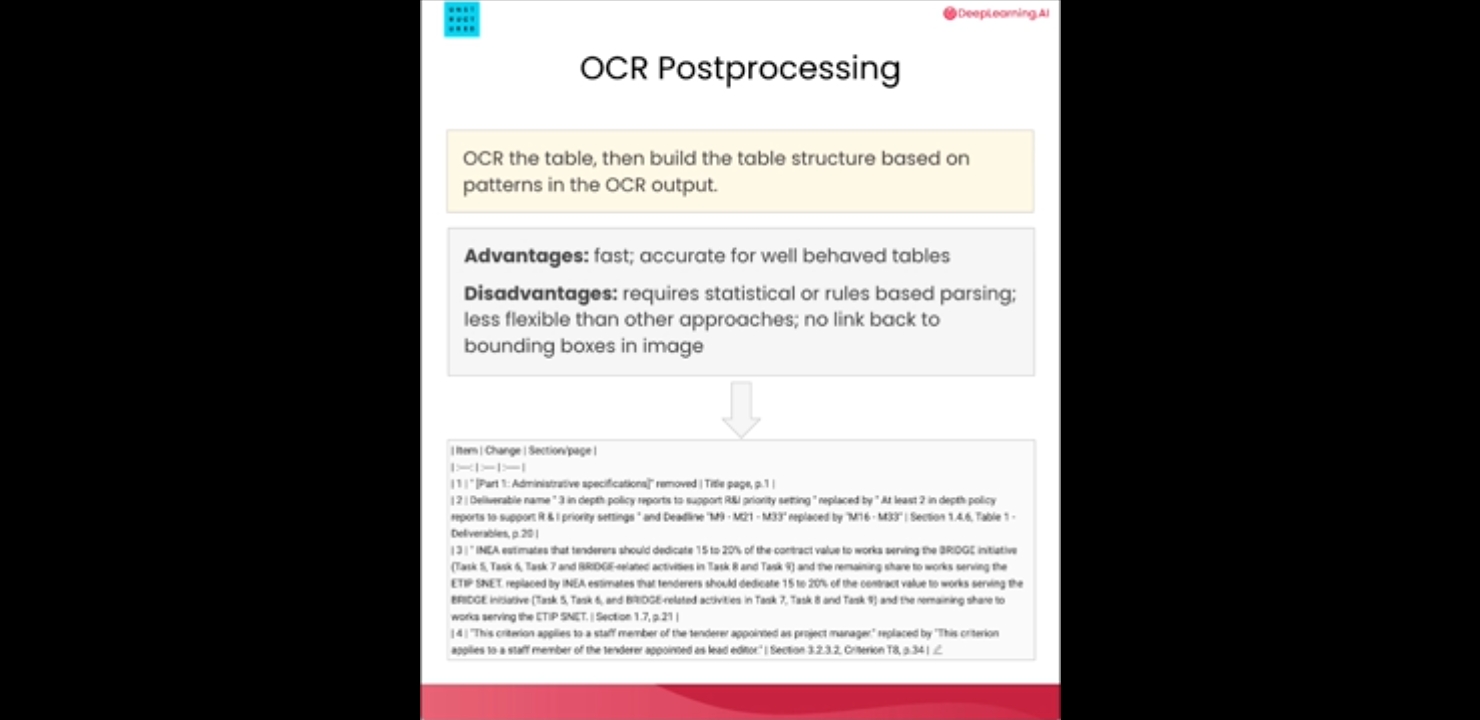 UNST
RUCT
URED
DeepLearning.AI
OCR Postprocessing
OCR the table, then build the table structure based on
patterns in the OCR output.
Advantages: fast; accurate for well behaved tables
Disadvantages: requires statistical or rules based parsing;
less flexible than other approaches; no link back to
bounding boxes in image
| Item | Change | Section/page |
| :---: | :--- | :--- |
| 1 | " [Part 1: Administrative specifications]" removed | Title page, p.1 |
| 2 | Deliverable name " 3 in depth policy reports to support R&I priority setting " replaced by " At least 2 in depth policy
reports to support R & I priority settings " and Deadline "M9 - M21 - M33" replaced by "M16 - M33" | Section 1.4.6, Table 1 -
Deliverables, p.20 |
| 3 | " INEA estimates that tenderers should dedicate 15 to 20% of the contract value to works serving the BRIDGE initiative
(Task 5, Task 6, Task 7 and BRIDGE-related activities in Task 8 and Task 9) and the remaining share to works serving the
ETIP SNET. replaced by INEA estimates that tenderers should dedicate 15 to 20% of the contract value to works serving the
BRIDGE initiative (Task 5, Task 6, and BRIDGE-related activities in Task 7, Task 8 and Task 9) and the remaining share to
works serving the ETIP SNET. | Section 1.7, p.21 |
| 4 | "This criterion applies to a staff member of the tenderer appointed as project manager." replaced by "This criterion
applies to a staff member of the tenderer appointed as lead editor." | Section 3.2.3.2, Criterion T8, p.34 |